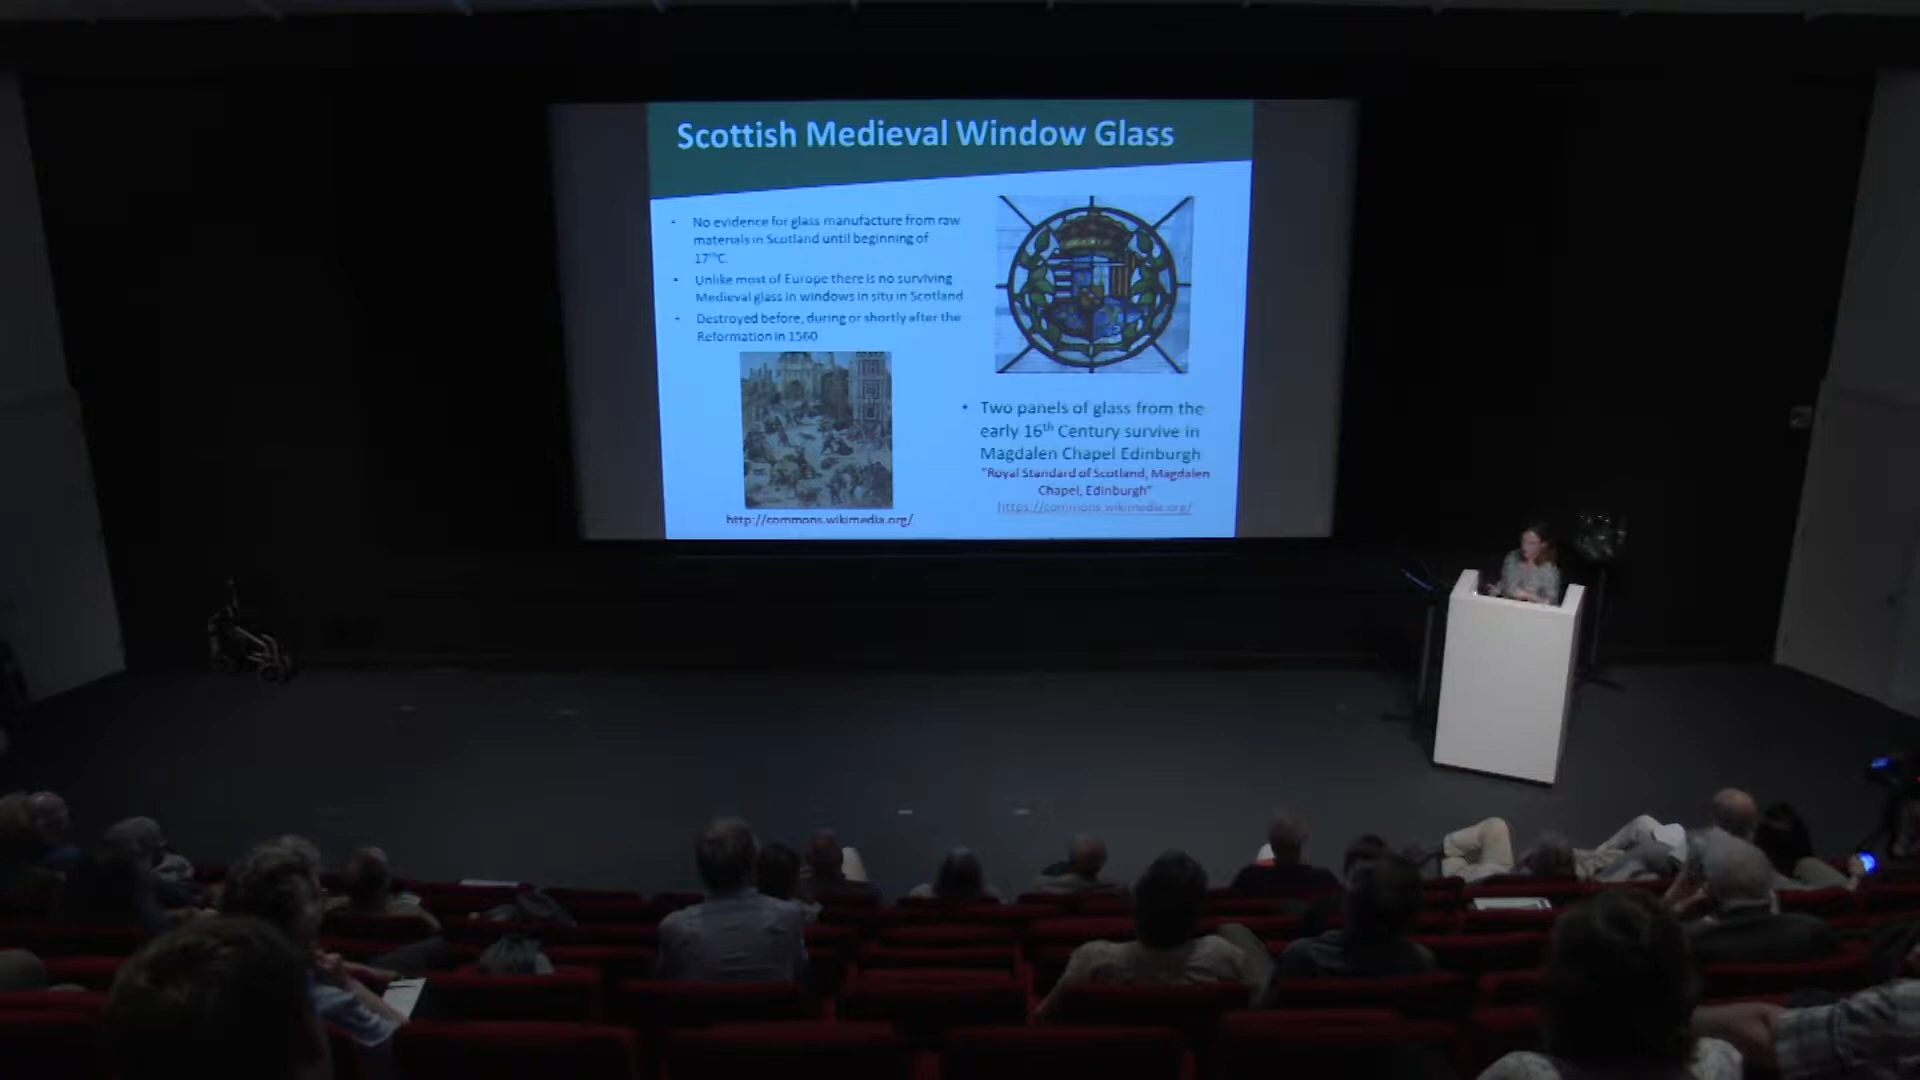 Scottish Medieval Window Glass
• No evidence for glass manufacture from raw
materials in Scotland until beginning of
17thC.
• Unlike most of Europe there is no surviving
Medieval glass in windows in situ in Scotland
• Destroyed before, during or shortly after the
Reformation in 1560
http://commons.wikimedia.org/
• Two panels of glass from the
early 16th Century survive in
Magdalen Chapel Edinburgh
"Royal Standard of Scotland, Magdalen
Chapel, Edinburgh"
https://commons.wikimedia.org/